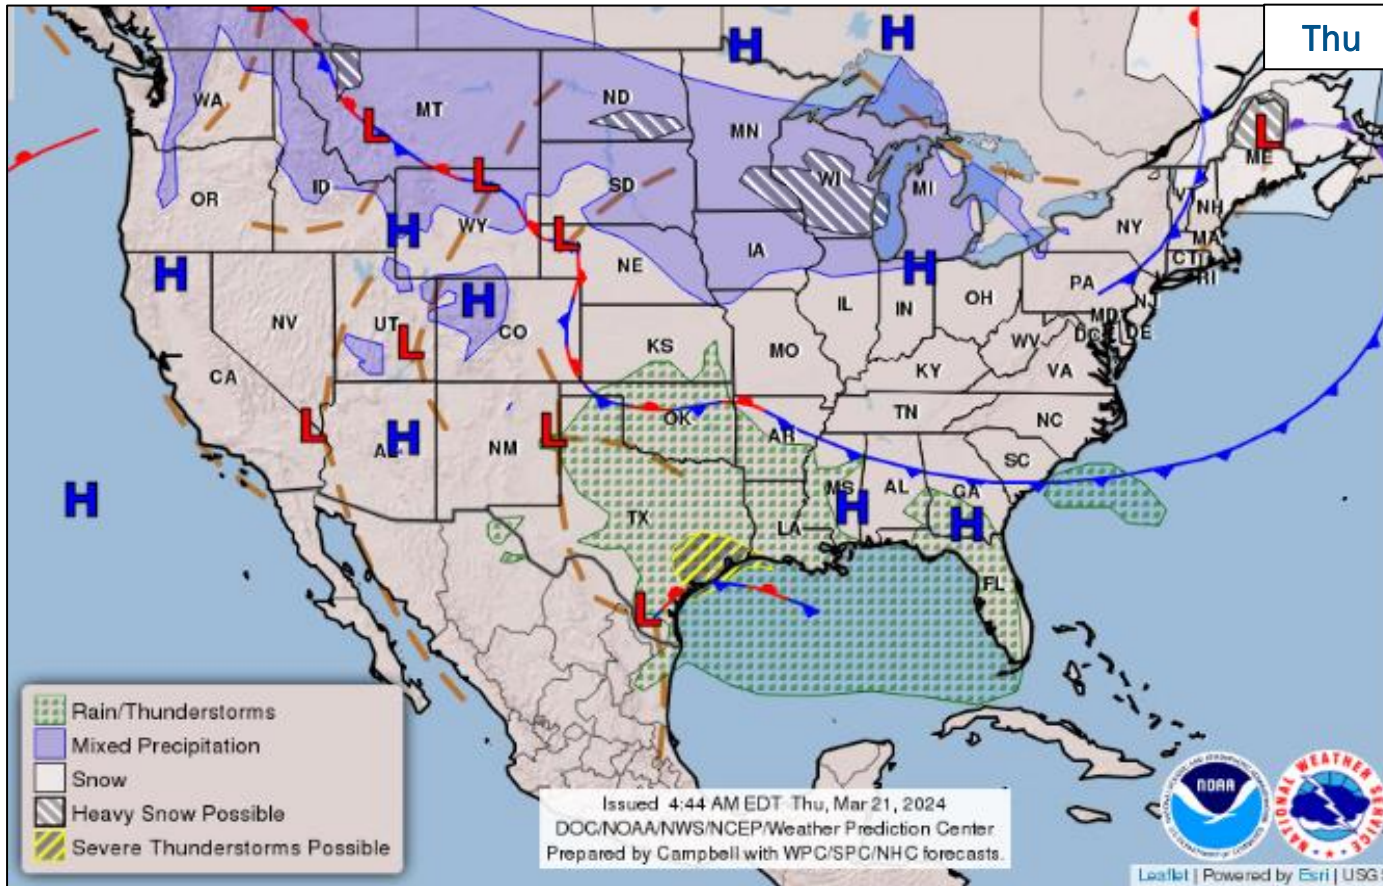 Thu
H
H
WA
MT
ND
MN
L
L
ME
L
OR
ID
SD
WI
MI
VT
NH
H
WY
L
NY
MA
H
NE
IA
H
CT
RI
H
PA
NV
UT
CO
IL
IN
OH
NJ
MD
DC
DE
L
KS
MO
WV
CA
KY
VA
L
H
L
OK
AR
TN
NC
NM
SC
H
TX
MS
AL
GA
H
H
LA
FL
L
Rain/Thunderstorms
Mixed Precipitation
Snow
Heavy Snow Possible
Severe Thunderstorms Possible
Issued 4:44 AM EDT Thu, Mar 21, 2024
DOC/NOAA/NWS/NCEP/Weather Prediction Center
Prepared by Campbell with WPC/SPC/NHC forecasts.
NOAA
NATIONAL WEATHER SERVICE
Leaflet | Powered by Esri | USGS